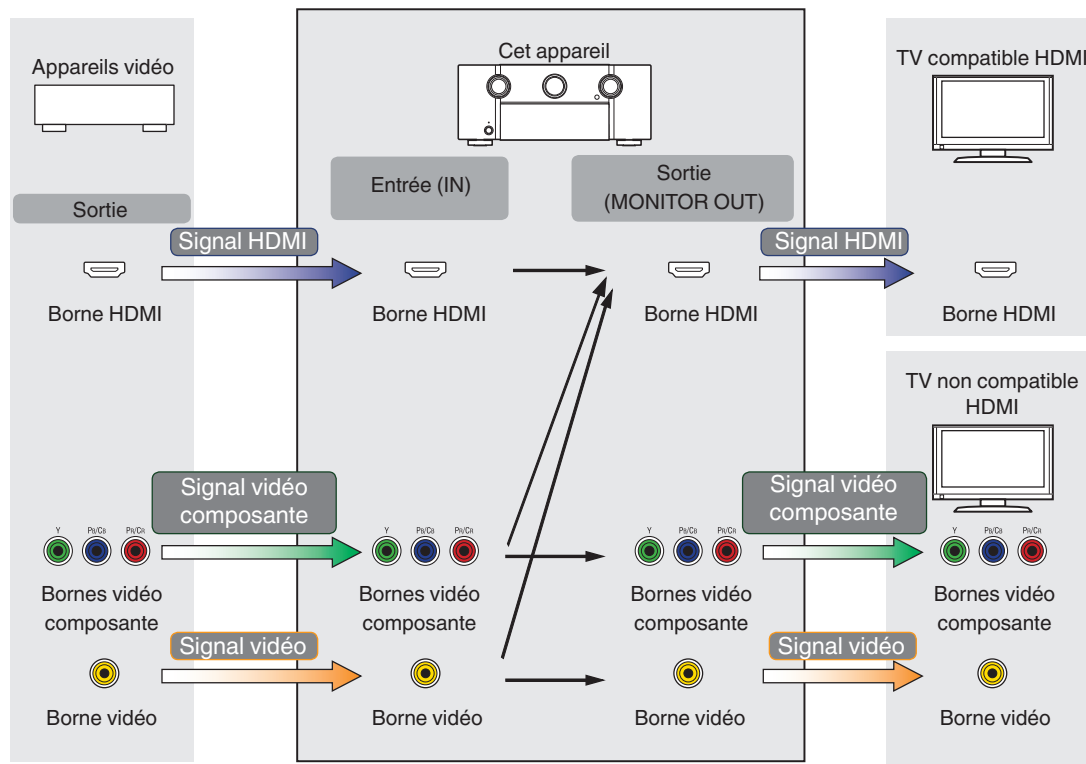 Appareils vidéo
Cet appareil
TV compatible HDMI
Entrée (IN)
Sortie
(MONITOR OUT)
Sortie
Signal HDMI
Signal HDMI
Borne HDMI
Borne HDMI
Borne HDMI
Borne HDMI
TV non compatible
HDMI
Signal vidéo
composante
Signal vidéo
composante
Y PB/CB PR/CR
Y PB/CB PR/CR
Y PB/CB PR/CR
Y PB/CB PR/CR
Bornes vidéo
composante
Bornes vidéo
composante
Bornes vidéo
composante
Bornes vidéo
composante
Signal vidéo
Signal vidéo
Borne vidéo
Borne vidéo
Borne vidéo
Borne vidéo